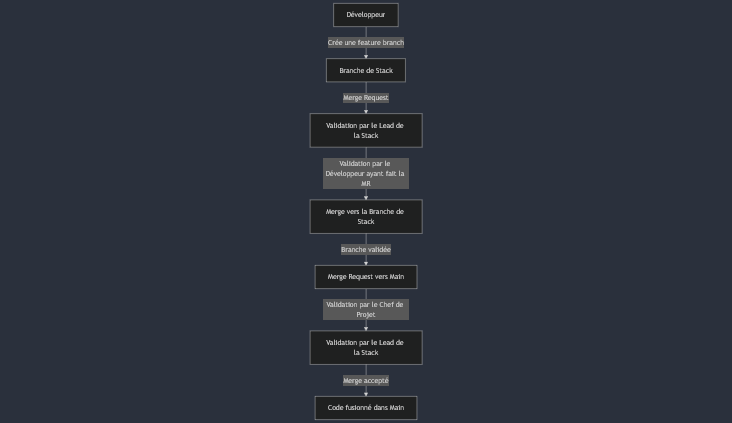 Développeur
Crée une feature branch
Branche de Stack
Merge Request
Validation par le Lead de
la Stack
Validation par le
Développeur ayant fait la
MR
Merge vers la Branche de
Stack
Branche validée
Merge Request vers Main
Validation par le Chef de
Projet
Validation par le Lead de
la Stack
Merge accepté
Code fusionné dans Main